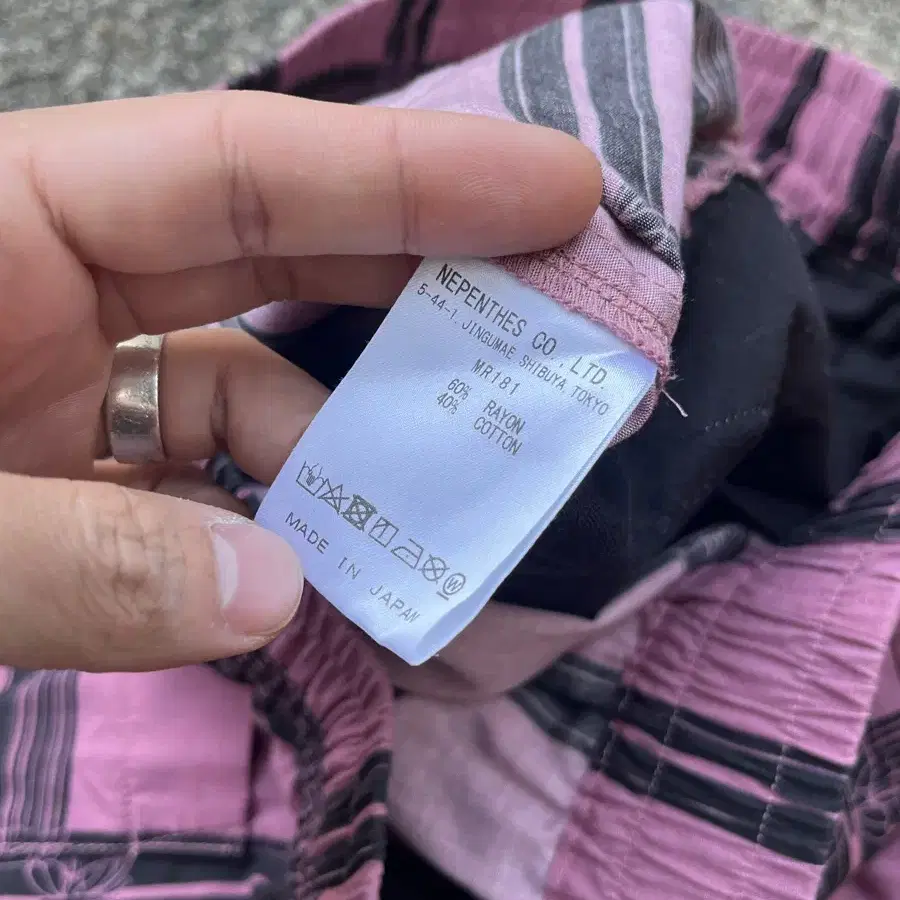 NEPENTHES CO.,LTD.
5-44-1, JINGUMAE SHIBUYA, TOKYO
MR181
60% RAYON
40% COTTON
MADE IN JAPAN